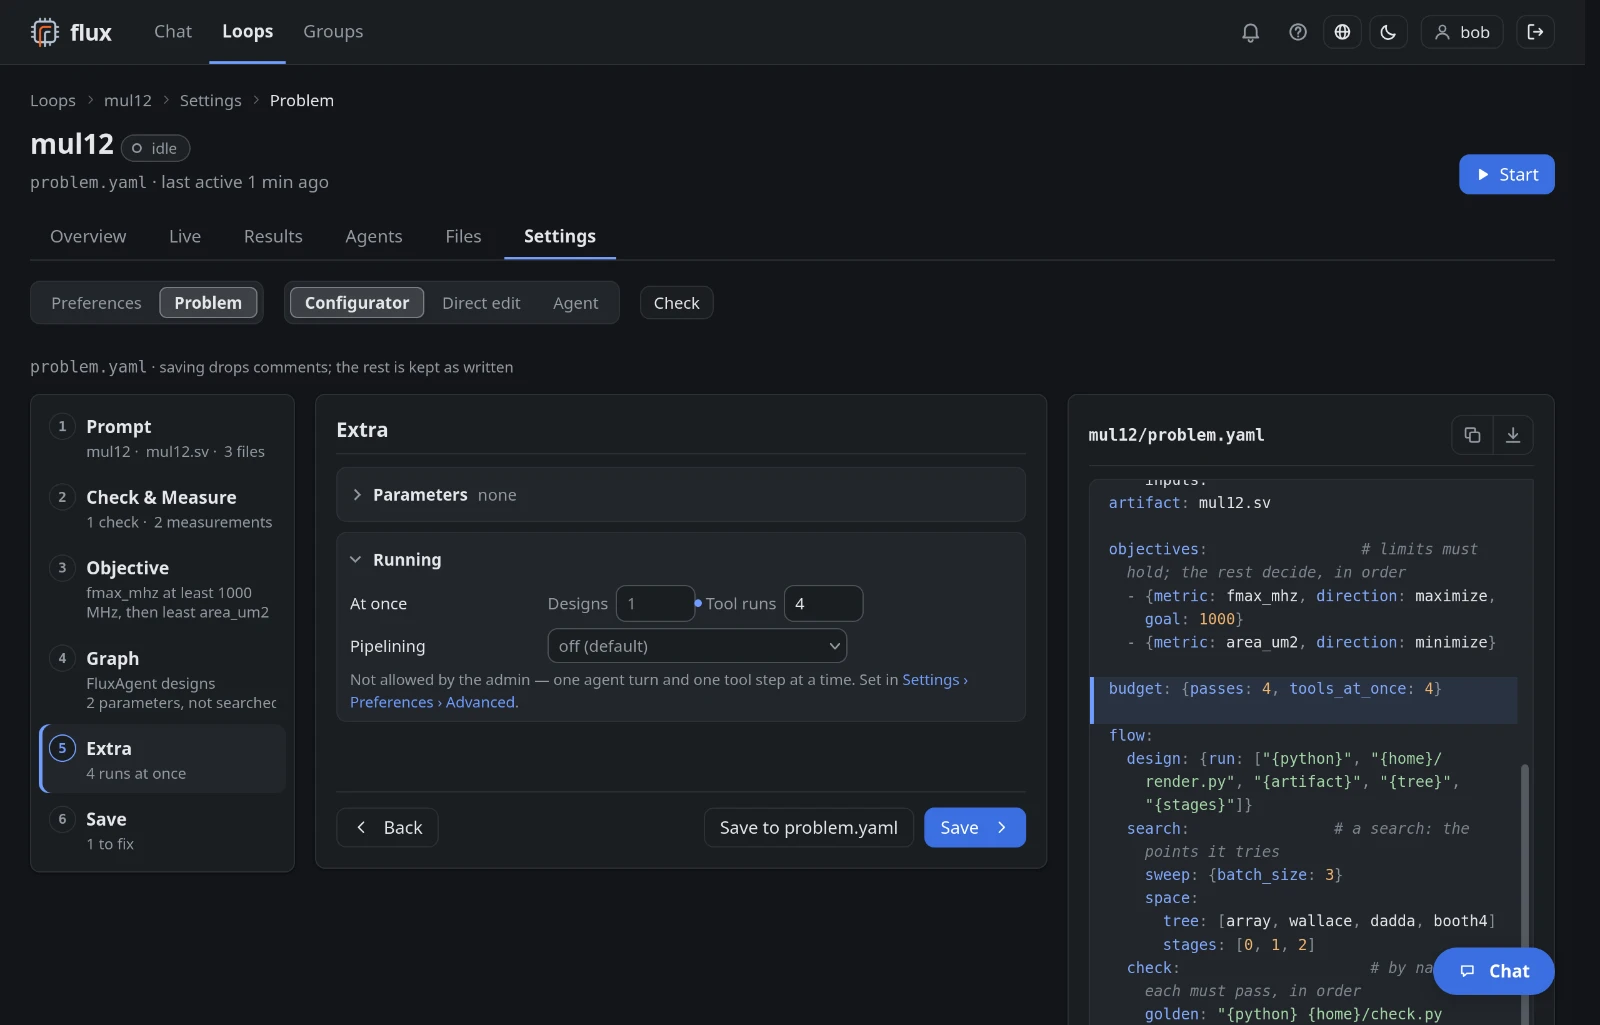 flux
Chat
Loops
Groups
bob
Loops > mul12 > Settings > Problem
mul12
idle
problem.yaml · last active 1 min ago
Start
Overview
Live
Results
Agents
Files
Settings
Preferences
Problem
Configurator
Direct edit
Agent
Check
problem.yaml · saving drops comments; the rest is kept as written
1
Prompt
mul12 · mul12.sv · 3 files
2
Check & Measure
1 check · 2 measurements
3
Objective
fmax_mhz at least 1000
MHz, then least area_um2
4
Graph
FluxAgent designs
2 parameters, not searched
5
Extra
4 runs at once
6
Save
1 to fix
Extra
Parameters none
Running
At once
Designs 1
Tool runs 4
Pipelining
off (default)
Not allowed by the admin — one agent turn and one tool step at a time. Set in Settings ›
Preferences › Advanced.
Back
Save to problem.yaml
Save
mul12/problem.yaml
inputs:
artifact: mul12.sv
objectives: # limits must
hold; the rest decide, in order
- {metric: fmax_mhz, direction: maximize,
goal: 1000}
- {metric: area_um2, direction: minimize}
budget: {passes: 4, tools_at_once: 4}
flow:
design: {run: ["{python}", "{home}/
render.py", "{artifact}", "{tree}",
"{stages}"]}
search: # a search: the
points it tries
sweep: {batch_size: 3}
space:
tree: [array, wallace, dadda, booth4]
stages: [0, 1, 2]
check: # by na
each must pass, in order
golden: "{python} {home}/check.py
Chat